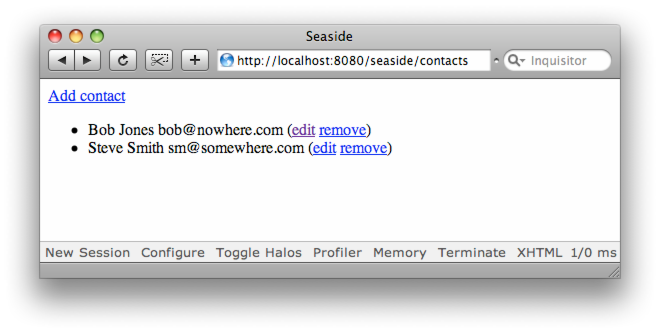 Seaside
http://localhost:8080/seaside/contacts
Inquisitor
Add contact
• Bob Jones bob@nowhere.com (edit remove)
• Steve Smith sm@somewhere.com (edit remove)
New Session Configure Toggle Halos Profiler Memory Terminate XHTML 1/0 ms